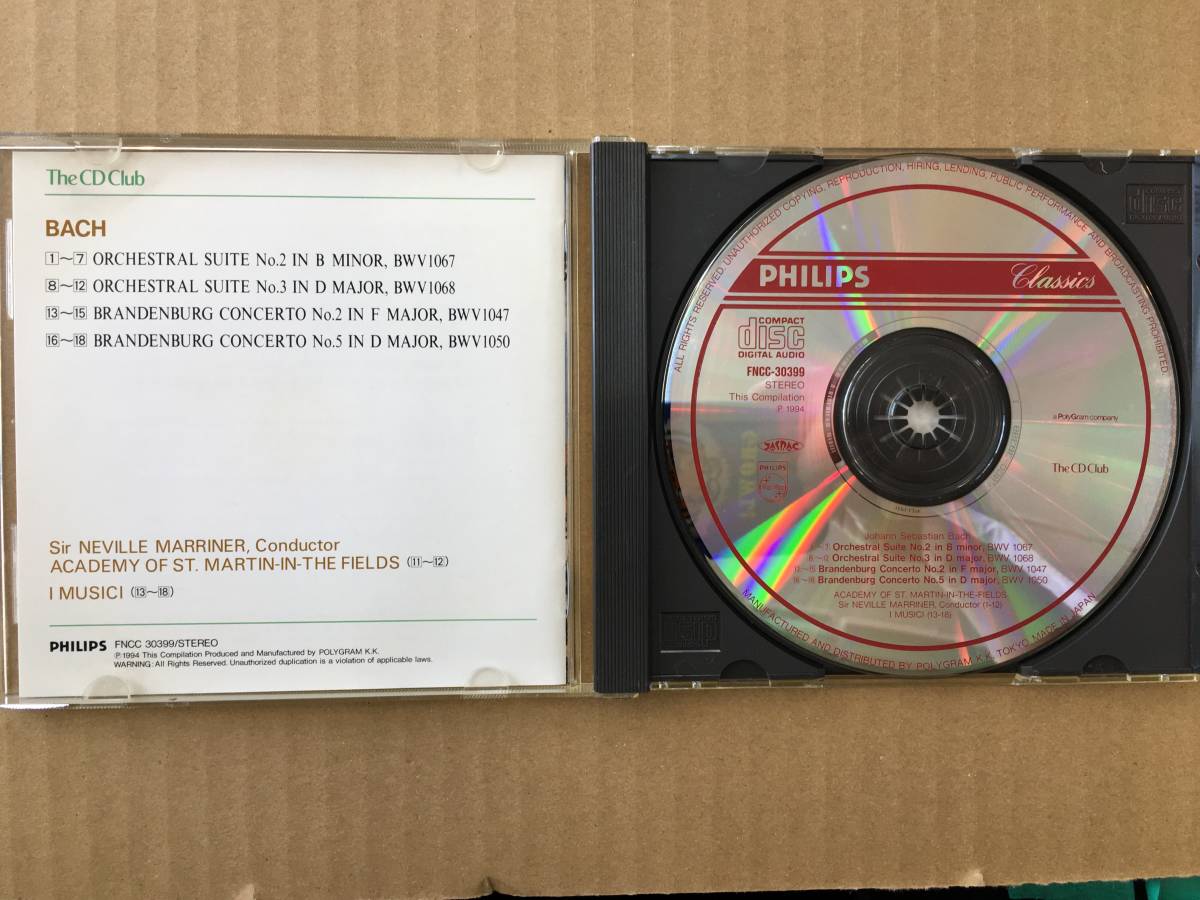 The CD Club
BACH
1~7 ORCHESTRAL SUITE No.2 IN B MINOR, BWV1067
8~12 ORCHESTRAL SUITE No.3 IN D MAJOR, BWV1068
13~15 BRANDENBURG CONCERTO No.2 IN F MAJOR, BWV1047
16~18 BRANDENBURG CONCERTO No.5 IN D MAJOR, BWV1050
Sir NEVILLE MARRINER, Conductor
ACADEMY OF ST. MARTIN-IN-THE FIELDS (11~12)
I MUSICI (13~18)
PHILIPS FNCC 30399/STEREO
℗1994 This Compilation Produced and Manufactured by POLYGRAM K.K.
WARNING: All Rights Reserved. Unauthorized duplication is a violation of applicable laws.
ALL RIGHTS RESERVED. UNAUTHORIZED COPYING, REPRODUCTION, HIRING, LENDING, PUBLIC PERFORMANCE AND BROADCASTING PROHIBITED.
PHILIPS Classics
COMPACT
disc
DIGITAL AUDIO
FNCC-30399
STEREO
This Compilation
℗ 1994
a PolyGram company
JASRAC
PHILIPS
The CD Club
Johann Sebastian Bach
Orchestral Suite No.2 in B minor, BWV 1067
Orchestral Suite No.3 in D major, BWV 1068
Brandenburg Concerto No.2 in F major, BWV 1047
Brandenburg Concerto No.5 in D major, BWV 1050
ACADEMY OF ST. MARTIN-IN-THE-FIELDS
Sir NEVILLE MARRINER, Conductor (1-12)
I MUSICI (13-18)
MANUFACTURED AND DISTRIBUTED BY POLYGRAM K.K. TOKYO. MADE IN JAPAN
COMPACT
disc